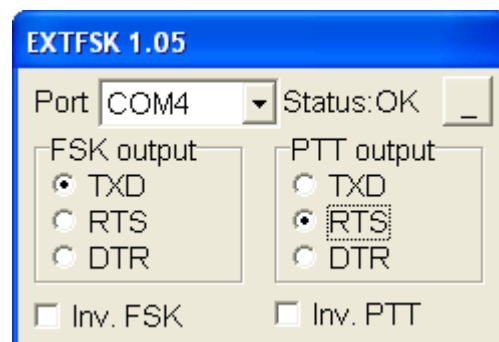 EXTFSK 1.05
Port COM4 Status:OK _
FSK output PTT output
TXD TXD
RTS RTS
DTR DTR
Inv. FSK Inv. PTT